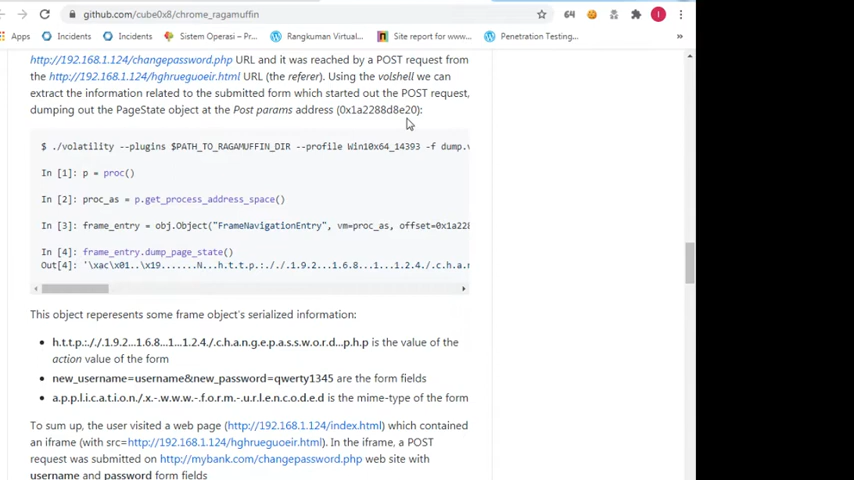 github.com/cube0x8/chrome_ragamuffin
Apps Incidents Incidents Sistem Operasi – Pr... Rangkuman Virtual... Site report for www... Penetration Testing... »
http://192.168.1.124/changepassword.php URL and it was reached by a POST request from
the http://192.168.1.124/hghrueguoeir.html URL (the referer). Using the volshell we can
extract the information related to the submitted form which started out the POST request,
dumping out the PageState object at the Post params address (0x1a2288d8e20):
$ ./volatility --plugins $PATH_TO_RAGAMUFFIN_DIR --profile Win10x64_14393 -f dump.v
In [1]: p = proc()
In [2]: proc_as = p.get_process_address_space()
In [3]: frame_entry = obj.Object("FrameNavigationEntry", vm=proc_as, offset=0x1a228
In [4]: frame_entry.dump_page_state()
Out[4]: '\xac\x01..\x19.......N...h.t.t.p.:././.1.9.2...1.6.8...1...1.2.4./.c.h.a.n
This object reperesents some frame object's serialized information:
• h.t.t.p.:././.1.9.2...1.6.8...1...1.2.4./.c.h.a.n.g.e.p.a.s.s.w.o.r.d...p.h.p is the value of the
action value of the form
• new_username=username&new_password=qwerty1345 are the form fields
• a.p.p.l.i.c.a.t.i.o.n./.x.-.w.w.w.-.f.o.r.m.-.u.r.l.e.n.c.o.d.e.d is the mime-type of the form
To sum up, the user visited a web page (http://192.168.1.124/index.html) which contained
an iframe (with src=http://192.168.1.124/hghrueguoeir.html). In the iframe, a POST
request was submitted on http://mybank.com/changepassword.php web site with
username and password form fields